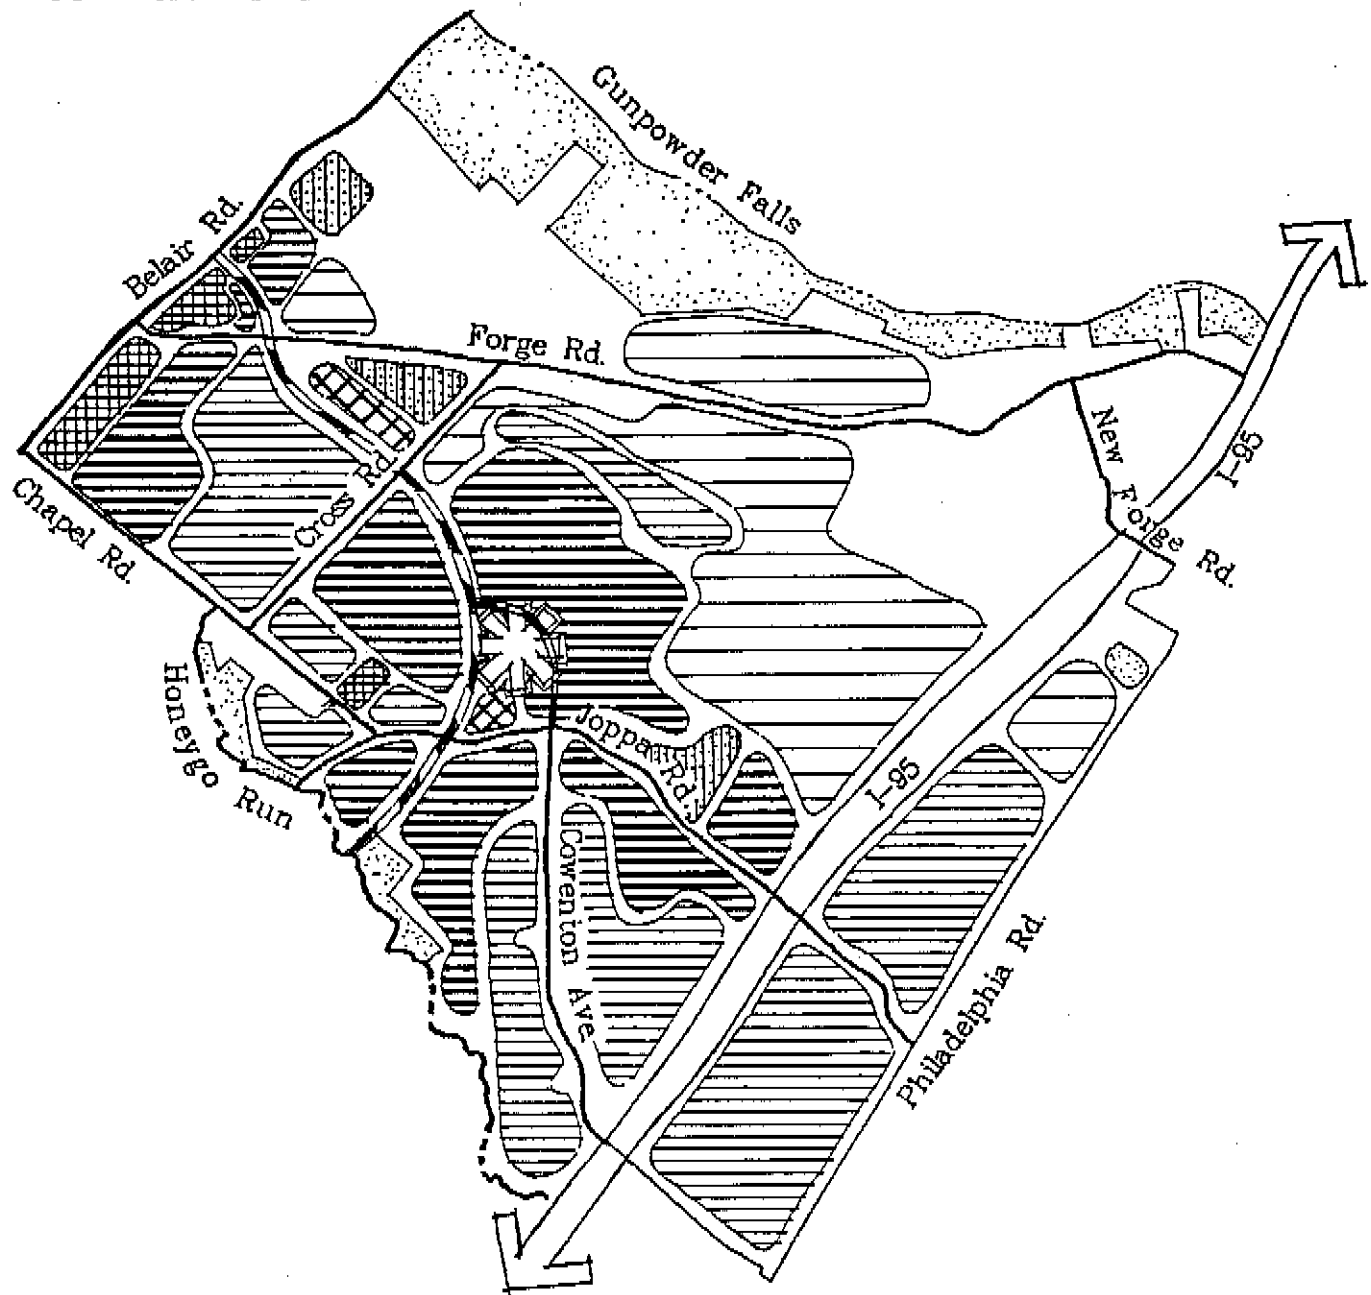 Gunpowder Falls
Belair Rd.
Forge Rd.
New Forge Rd.
I-95
Chapel Rd.
Cross Rd.
Honeygo Run
Joppa Rd.
I-95
Cowenton Ave.
Philadelphia Rd.